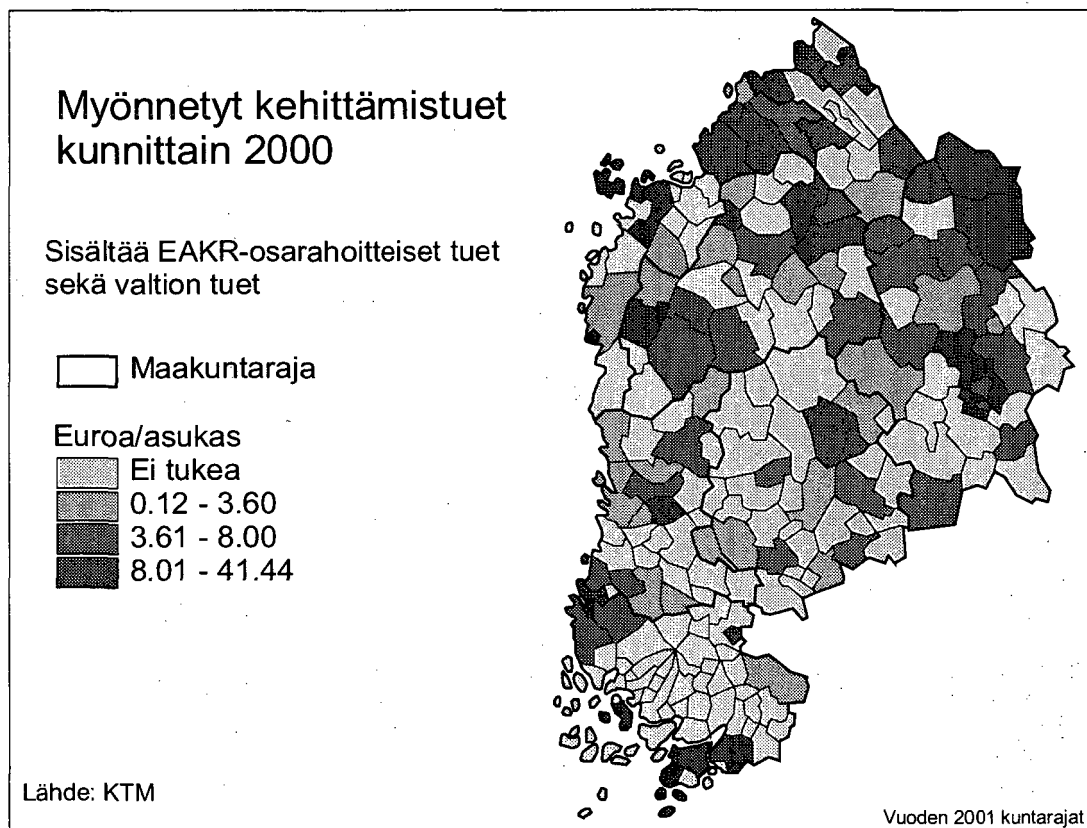 Myönnetyt kehittämistuet
kunnittain 2000
Sisältää EAKR-osarahoitteiset tuet
sekä valtion tuet
Maakuntaraja
Euroa/asukas
Ei tukea
0.12 - 3.60
3.61 - 8.00
8.01 - 41.44
Lähde: KTM
Vuoden 2001 kuntarajat